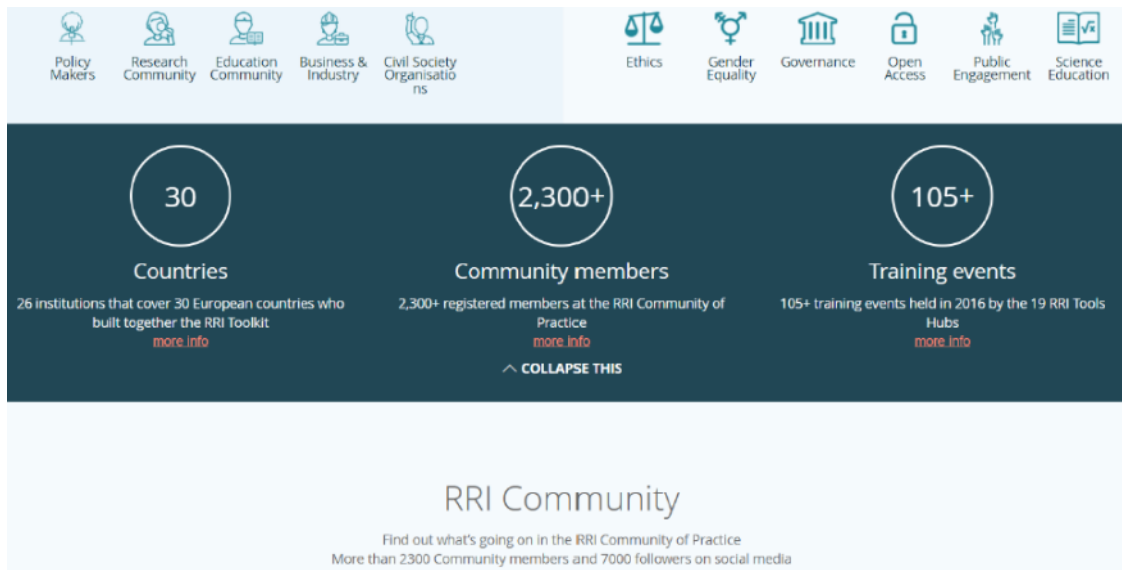 Policy Makers
Research Community
Education Community
Business & Industry
Civil Society Organisatio ns
Ethics
Gender Equality
Governance
Open Access
Public Engagement
Science Education
30
Countries
26 institutions that cover 30 European countries who
built together the RRI Toolkit
more info
2,300+
Community members
2,300+ registered members at the RRI Community of
Practice
more info
105+
Training events
105+ training events held in 2016 by the 19 RRI Tools
Hubs
more info
COLLAPSE THIS
RRI Community
Find out what's going on in the RRI Community of Practice
More than 2300 Community members and 7000 followers on social media